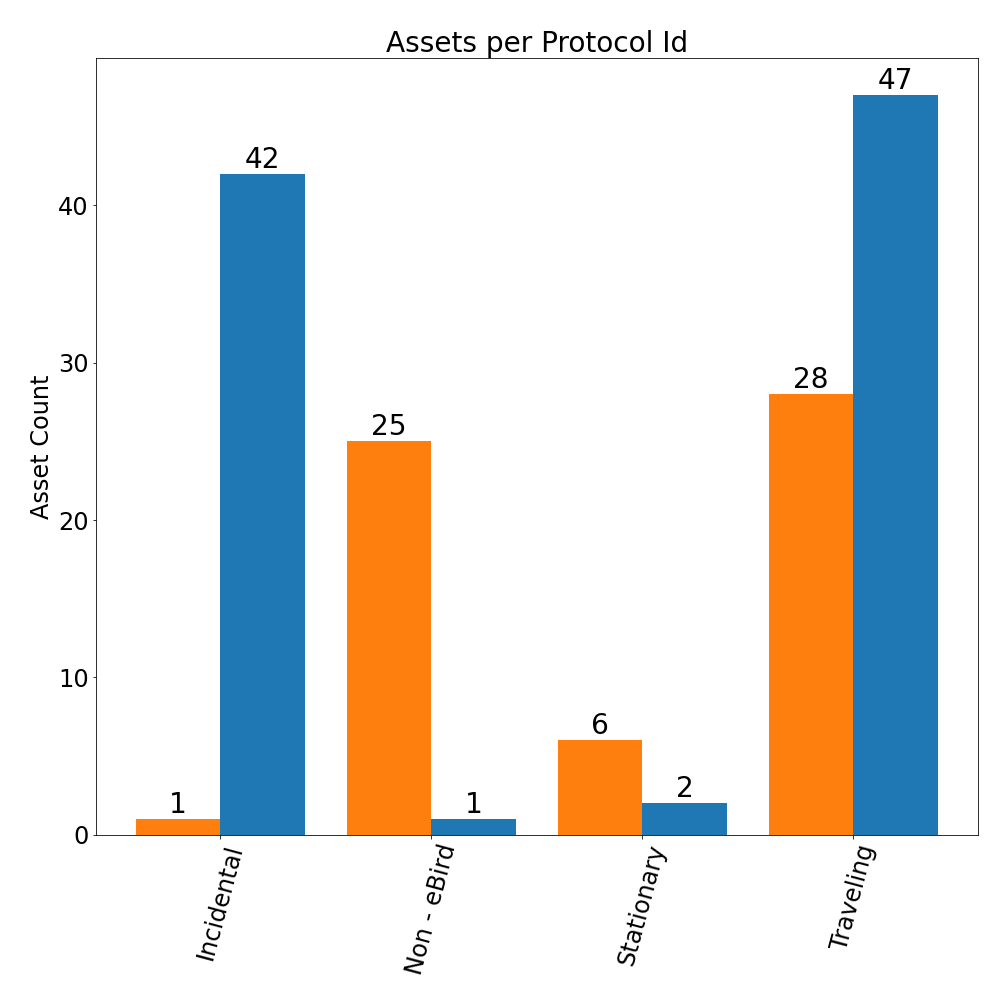 Assets per Protocol Id
Asset Count
40
30
20
10
0
1
42
25
1
6
2
28
47
Incidental
Non - eBird
Stationary
Traveling